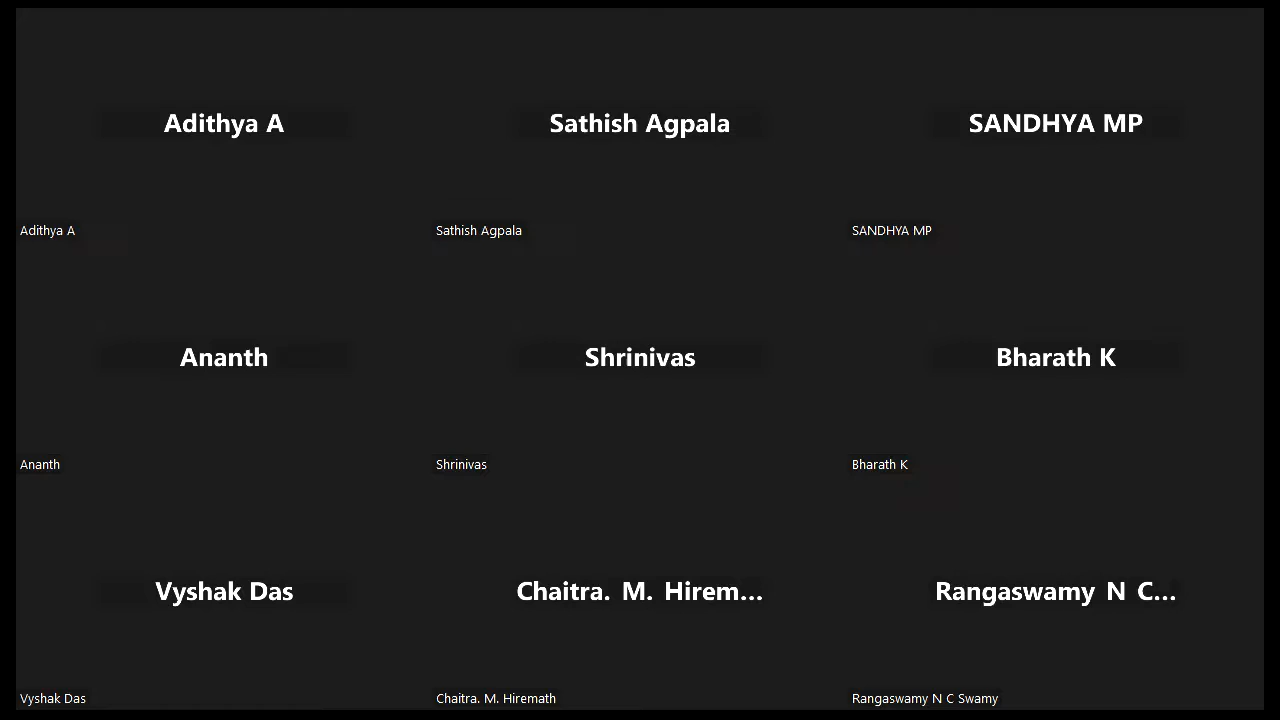 Adithya A
Sathish Agpala
SANDHYA MP
Adithya A
Sathish Agpala
SANDHYA MP
Ananth
Shrinivas
Bharath K
Ananth
Shrinivas
Bharath K
Vyshak Das
Chaitra. M. Hirem...
Rangaswamy N C...
Vyshak Das
Chaitra. M. Hiremath
Rangaswamy N C Swamy